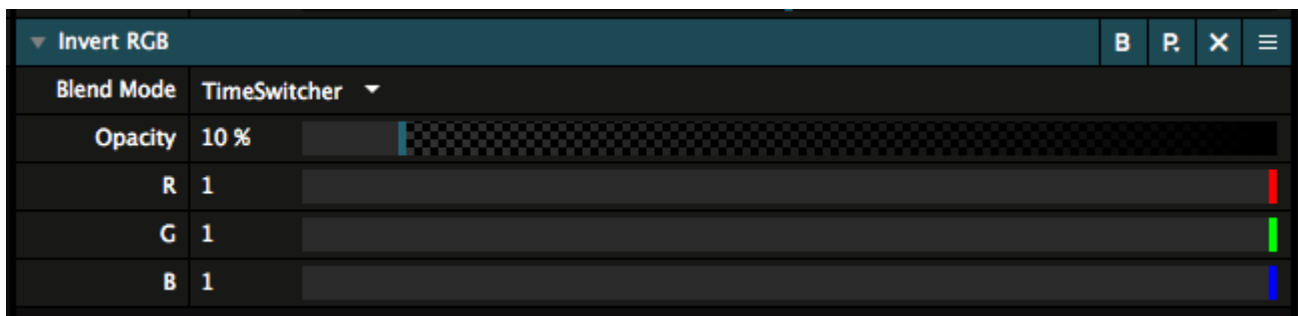 Invert RGB B P. X
Blend Mode TimeSwitcher
Opacity 10 %
R 1
G 1
B 1